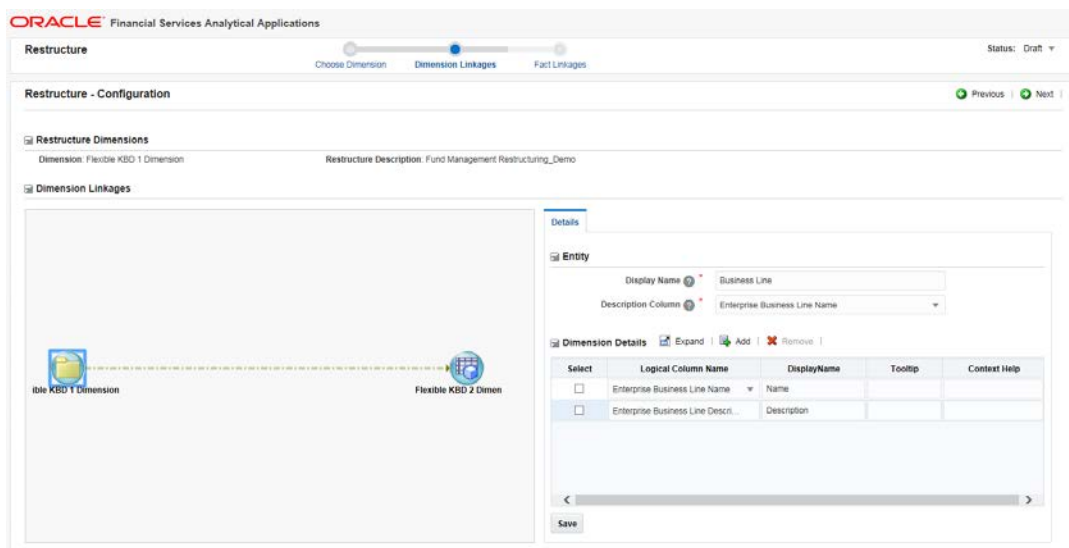 ORACLE Financial Services Analytical Applications
Restructure
Status: Draft
Choose Dimension Dimension Linkages Fact Linkages
Restructure - Configuration
Previous Next
Restructure Dimensions
Dimension: Flexible KBD 1 Dimension Restructure Description: Fund Management Restructuring_Demo
Dimension Linkages
ible KBD 1 Dimension
Flexible KBD 2 Dimen
Details
Entity
Display Name * Business Line
Description Column * Enterprise Business Line Name
Dimension Details Expand Add Remove
Select Logical Column Name DisplayName Tooltip Context Help
Enterprise Business Line Name Name
Enterprise Business Line Descri... Description
Save